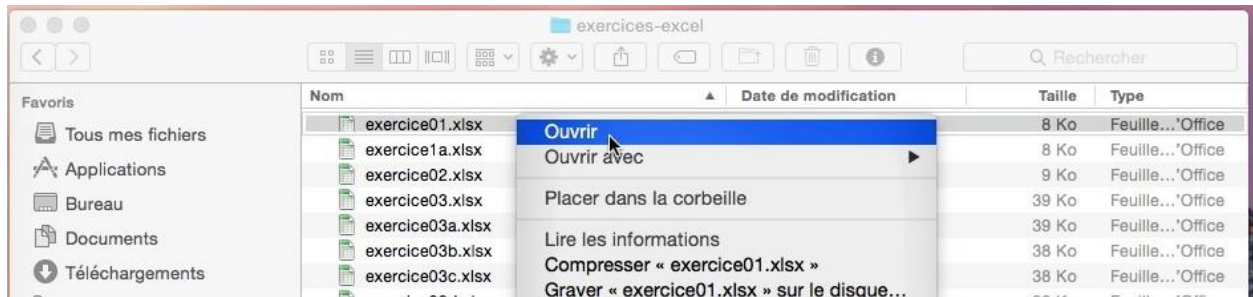 exercices-excel
Rechercher
Favoris
Tous mes fichiers
Applications
Bureau
Documents
Téléchargements
Nom Date de modification Taille Type
exercice01.xlsx 8 Ko Feuille…'Office
exercice1a.xlsx 8 Ko Feuille…'Office
exercice02.xlsx 9 Ko Feuille…'Office
exercice03.xlsx 39 Ko Feuille…'Office
exercice03a.xlsx 39 Ko Feuille…'Office
exercice03b.xlsx 38 Ko Feuille…'Office
exercice03c.xlsx 38 Ko Feuille…'Office
Ouvrir
Ouvrir avec
Placer dans la corbeille
Lire les informations
Compresser « exercice01.xlsx »
Graver « exercice01.xlsx » sur le disque…